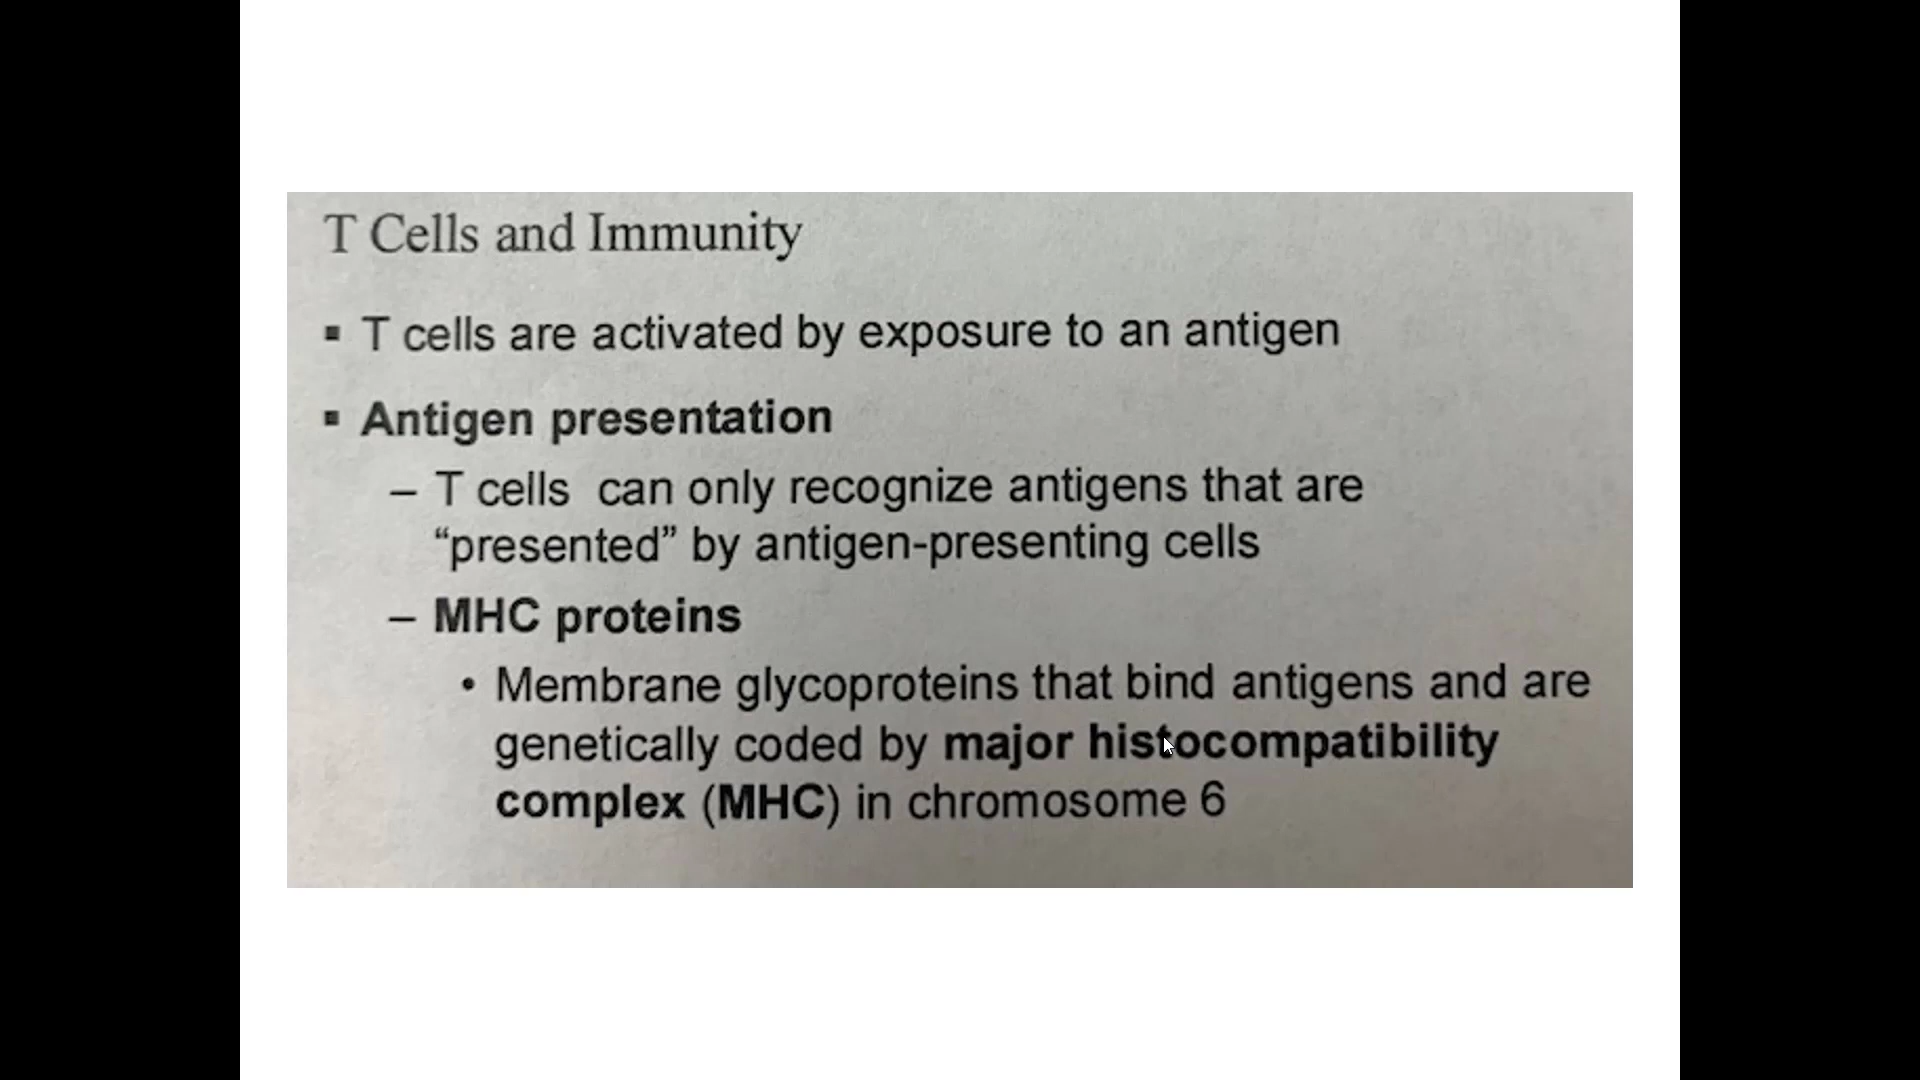 T Cells and Immunity
▪ T cells are activated by exposure to an antigen
▪ Antigen presentation
– T cells can only recognize antigens that are
“presented” by antigen-presenting cells
– MHC proteins
• Membrane glycoproteins that bind antigens and are
genetically coded by major histocompatibility
complex (MHC) in chromosome 6